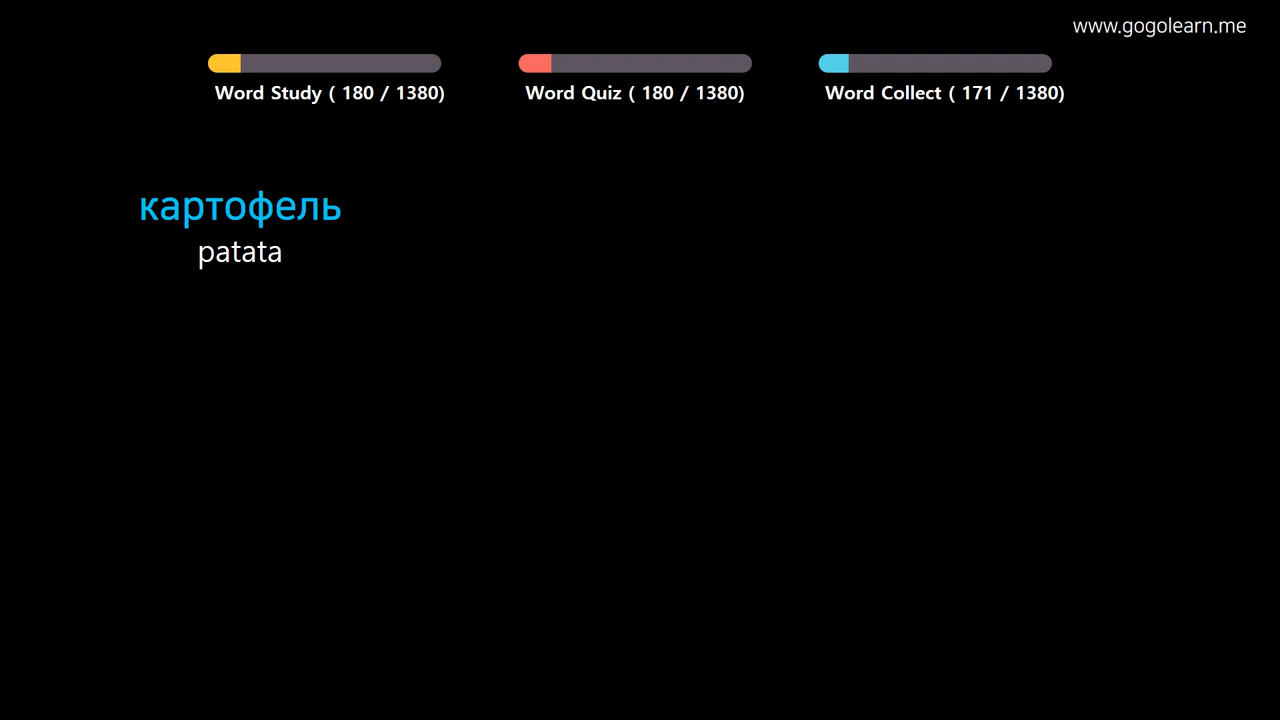 www.gogolearn.me
Word Study ( 180 / 1380)
Word Quiz ( 180 / 1380)
Word Collect ( 171 / 1380)
картофель
patata